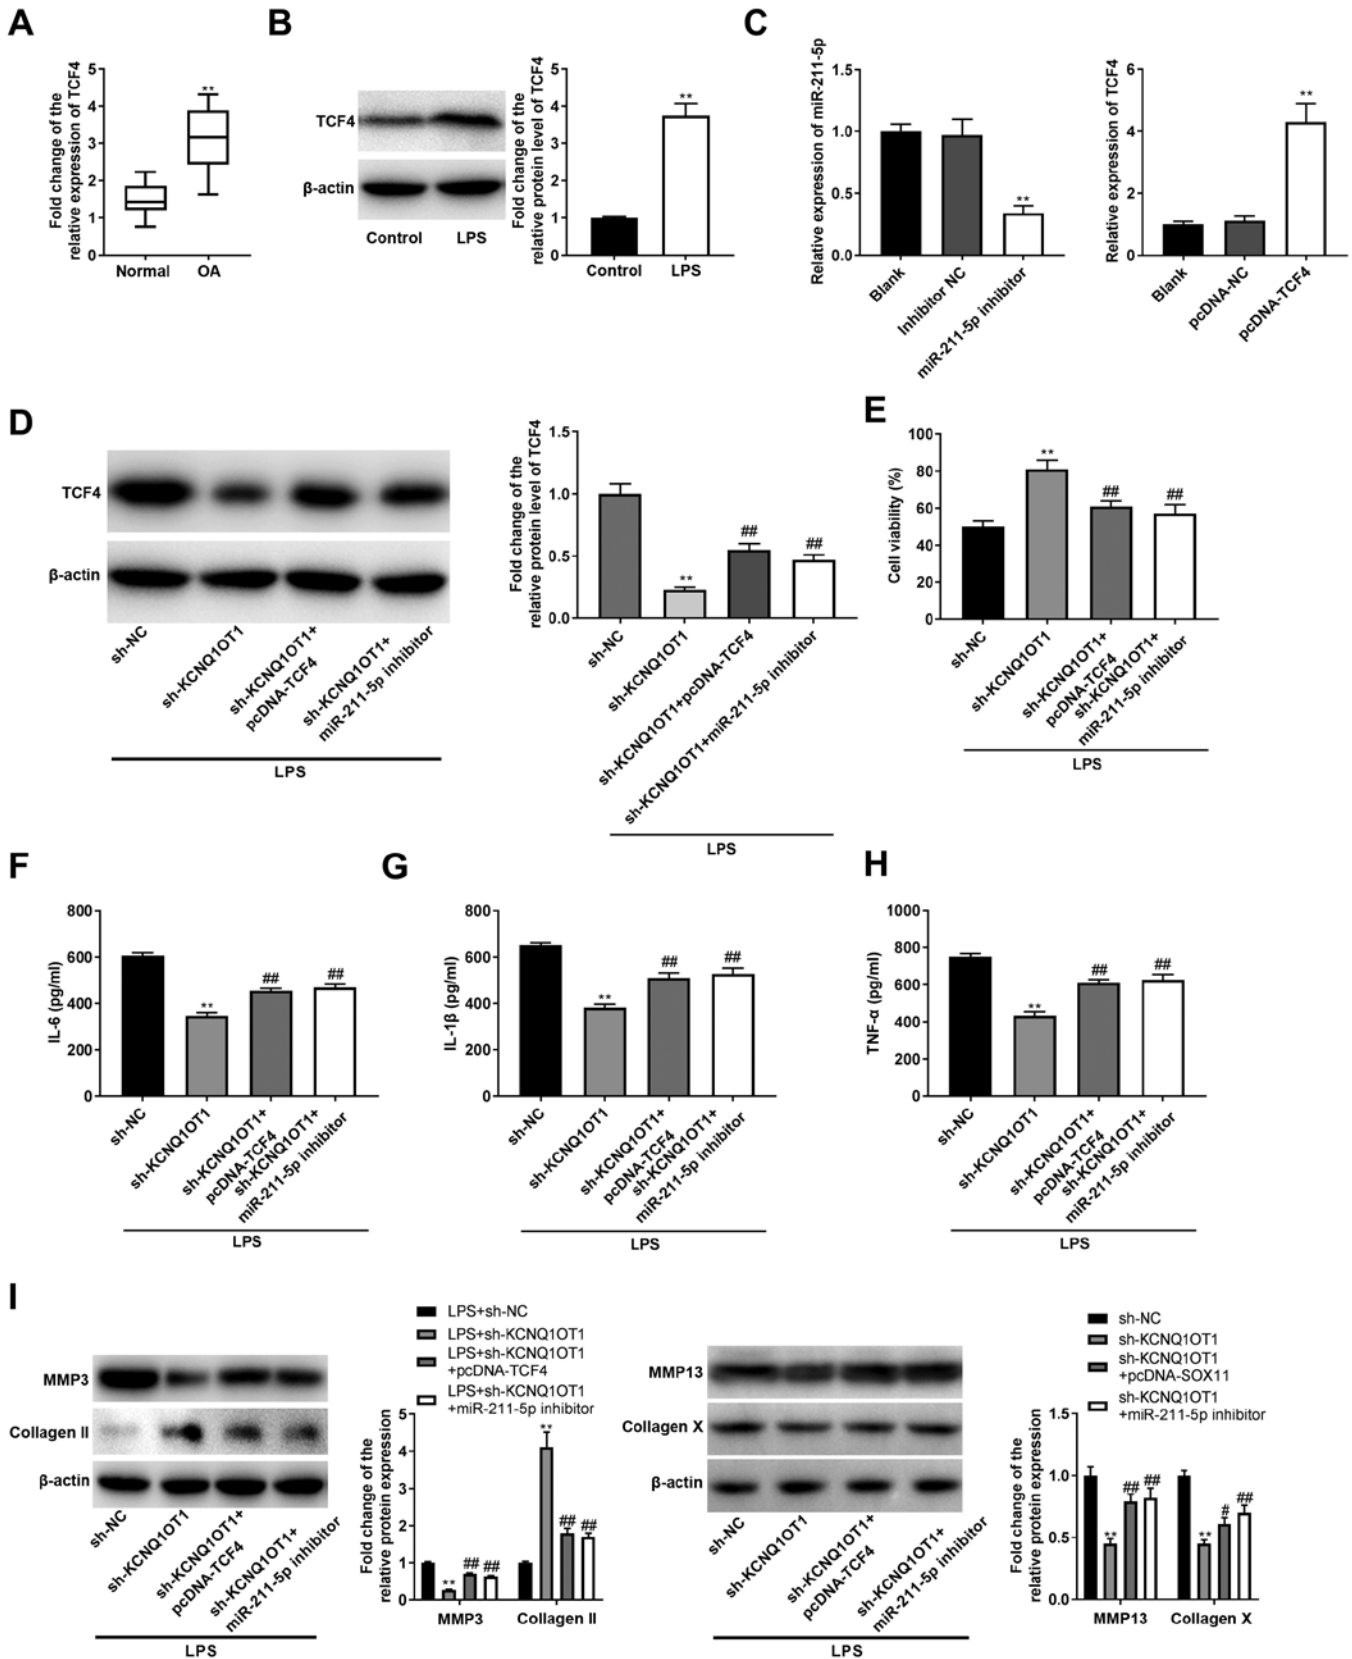 A
Fold change of the
relative expression of TCF4
5
4
3
2
1
0
**
Normal
OA
B
TCF4
β-actin
Control
LPS
Fold change of the
relative protein level of TCF4
5
4
3
2
1
0
**
Control
LPS
C
Relative expression of miR-211-5p
1.5
1.0
0.5
0.0
**
Blank
Inhibitor NC
miR-211-5p inhibitor
Relative expression of TCF4
6
4
2
0
**
Blank
pcDNA-NC
pcDNA-TCF4
D
TCF4
β-actin
sh-NC
sh-KCNQ1OT1
sh-KCNQ1OT1+
pcDNA-TCF4
sh-KCNQ1OT1+
miR-211-5p inhibitor
LPS
Fold change of the
relative protein level of TCF4
1.5
1.0
0.5
0.0
**
##
##
sh-NC
sh-KCNQ1OT1
sh-KCNQ1OT1+pcDNA-TCF4
sh-KCNQ1OT1+miR-211-5p inhibitor
LPS
E
Cell viability (%)
100
80
60
40
20
0
**
##
##
sh-NC
sh-KCNQ1OT1
sh-KCNQ1OT1+
pcDNA-TCF4
sh-KCNQ1OT1+
miR-211-5p inhibitor
LPS
F
IL-6 (pg/ml)
800
600
400
200
0
**
##
##
sh-NC
sh-KCNQ1OT1
sh-KCNQ1OT1+
pcDNA-TCF4
sh-KCNQ1OT1+
miR-211-5p inhibitor
LPS
G
IL-1β (pg/ml)
800
600
400
200
0
**
##
##
sh-NC
sh-KCNQ1OT1
sh-KCNQ1OT1+
pcDNA-TCF4
sh-KCNQ1OT1+
miR-211-5p inhibitor
LPS
H
TNF-α (pg/ml)
1000
800
600
400
200
0
**
##
##
sh-NC
sh-KCNQ1OT1
sh-KCNQ1OT1+
pcDNA-TCF4
sh-KCNQ1OT1+
miR-211-5p inhibitor
LPS
I
MMP3
Collagen II
β-actin
sh-NC
sh-KCNQ1OT1
sh-KCNQ1OT1+
pcDNA-TCF4
sh-KCNQ1OT1+
miR-211-5p inhibitor
LPS
LPS+sh-NC
LPS+sh-KCNQ1OT1
LPS+sh-KCNQ1OT1
+pcDNA-TCF4
LPS+sh-KCNQ1OT1
+miR-211-5p inhibitor
Fold change of the
relative protein expression
5
4
3
2
1
0
**
##
##
**
##
##
MMP3
Collagen II
MMP13
Collagen X
β-actin
sh-NC
sh-KCNQ1OT1
sh-KCNQ1OT1+
pcDNA-TCF4
sh-KCNQ1OT1+
miR-211-5p inhibitor
LPS
sh-NC
sh-KCNQ1OT1
sh-KCNQ1OT1
+pcDNA-SOX11
sh-KCNQ1OT1
+miR-211-5p inhibitor
Fold change of the
relative protein expression
1.5
1.0
0.5
0.0
**
##
##
**
#
##
MMP13
Collagen X